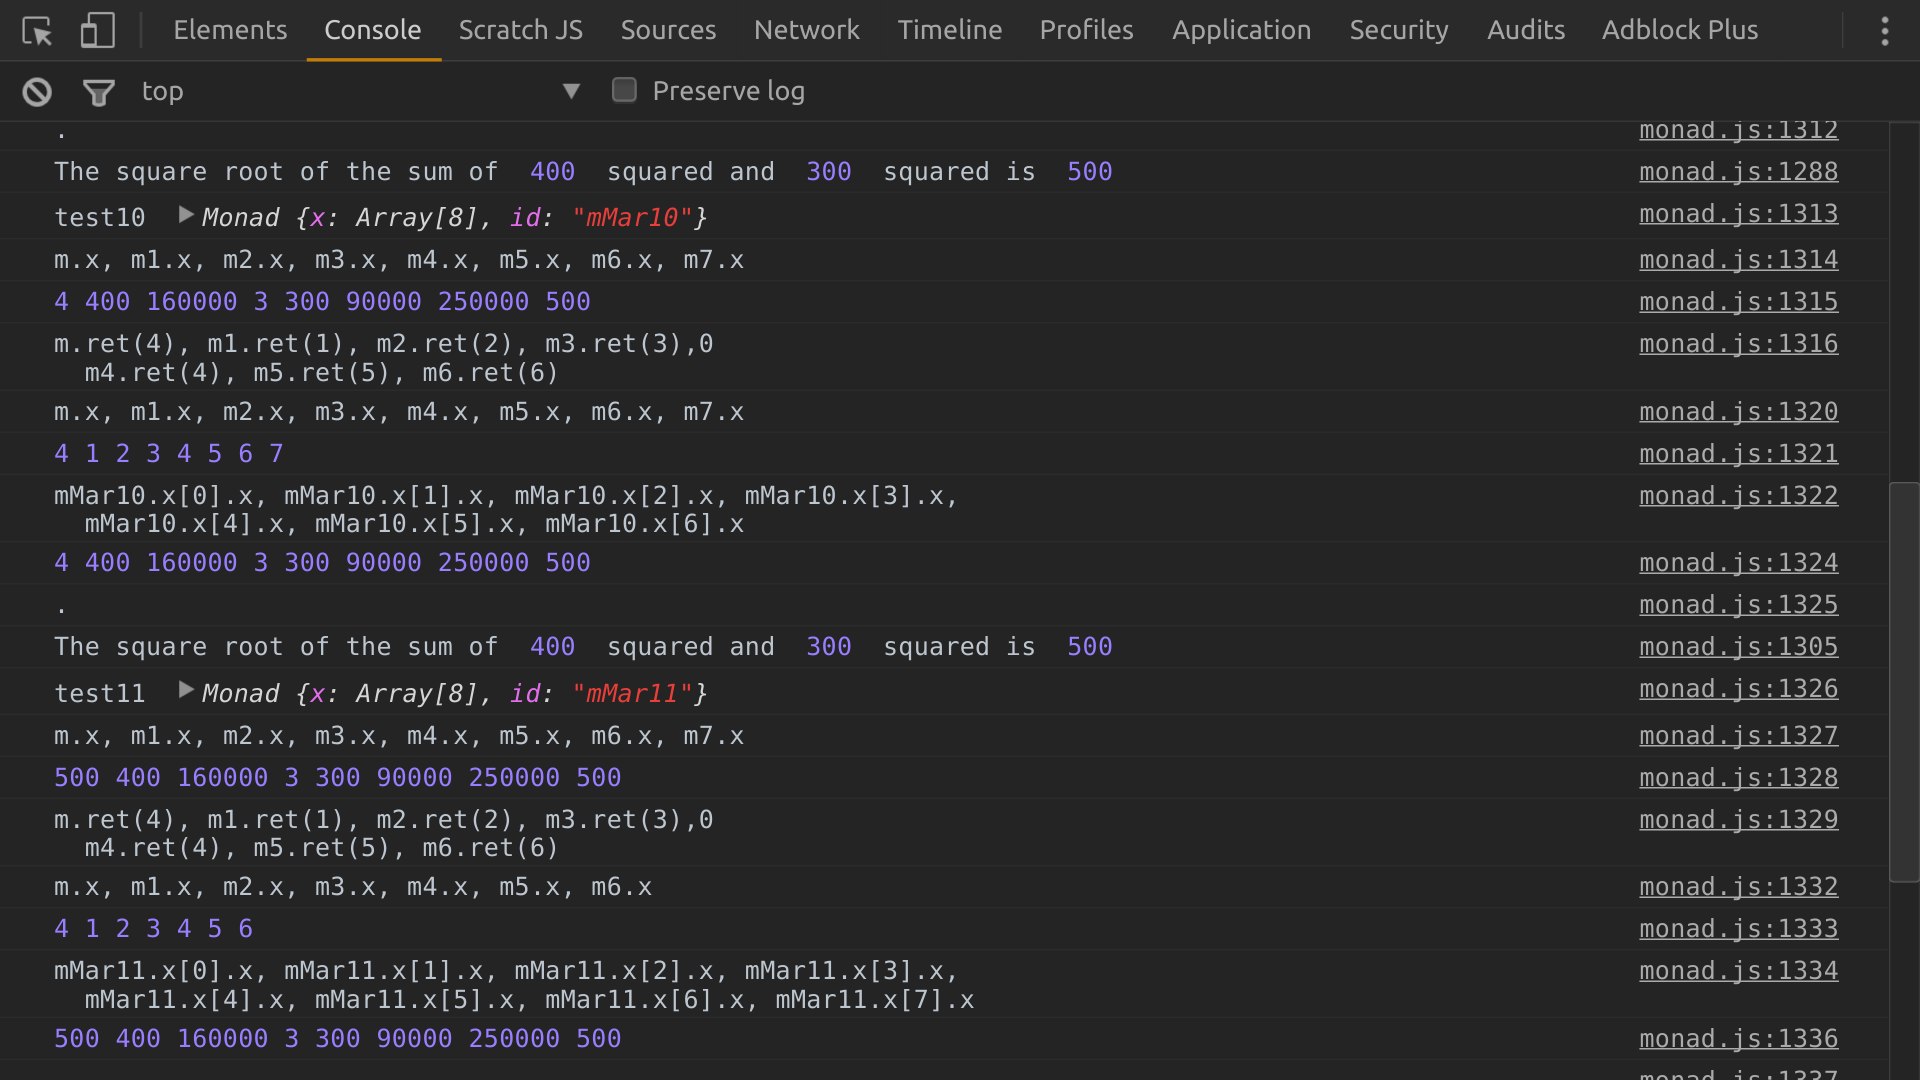 Elements Console Scratch JS Sources Network Timeline Profiles Application Security Audits Adblock Plus
top Preserve log
. monad.js:1312
The square root of the sum of 400 squared and 300 squared is 500 monad.js:1288
test10 Monad {x: Array[8], id: "mMar10"} monad.js:1313
m.x, m1.x, m2.x, m3.x, m4.x, m5.x, m6.x, m7.x monad.js:1314
4 400 160000 3 300 90000 250000 500 monad.js:1315
m.ret(4), m1.ret(1), m2.ret(2), m3.ret(3),0 monad.js:1316
m4.ret(4), m5.ret(5), m6.ret(6)
m.x, m1.x, m2.x, m3.x, m4.x, m5.x, m6.x, m7.x monad.js:1320
4 1 2 3 4 5 6 7 monad.js:1321
mMar10.x[0].x, mMar10.x[1].x, mMar10.x[2].x, mMar10.x[3].x, monad.js:1322
mMar10.x[4].x, mMar10.x[5].x, mMar10.x[6].x
4 400 160000 3 300 90000 250000 500 monad.js:1324
. monad.js:1325
The square root of the sum of 400 squared and 300 squared is 500 monad.js:1305
test11 Monad {x: Array[8], id: "mMar11"} monad.js:1326
m.x, m1.x, m2.x, m3.x, m4.x, m5.x, m6.x, m7.x monad.js:1327
500 400 160000 3 300 90000 250000 500 monad.js:1328
m.ret(4), m1.ret(1), m2.ret(2), m3.ret(3),0 monad.js:1329
m4.ret(4), m5.ret(5), m6.ret(6)
m.x, m1.x, m2.x, m3.x, m4.x, m5.x, m6.x monad.js:1332
4 1 2 3 4 5 6 monad.js:1333
mMar11.x[0].x, mMar11.x[1].x, mMar11.x[2].x, mMar11.x[3].x, monad.js:1334
mMar11.x[4].x, mMar11.x[5].x, mMar11.x[6].x, mMar11.x[7].x
500 400 160000 3 300 90000 250000 500 monad.js:1336
monad.js:1337